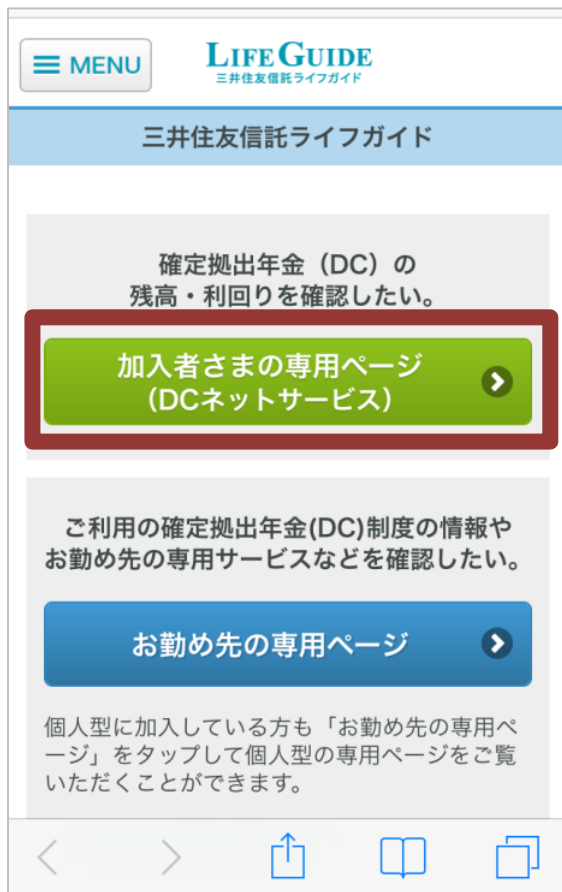 MENU
LIFE GUIDE
三井住友信託ライフガイド
三井住友信託ライフガイド
確定拠出年金（DC）の
残高・利回りを確認したい。
加入者さまの専用ページ
（DCネットサービス）
ご利用の確定拠出年金(DC)制度の情報や
お勤め先の専用サービスなどを確認したい。
お勤め先の専用ページ
個人型に加入している方も「お勤め先の専用ペ
ージ」をタップして個人型の専用ページをご覧
いただくことができます。